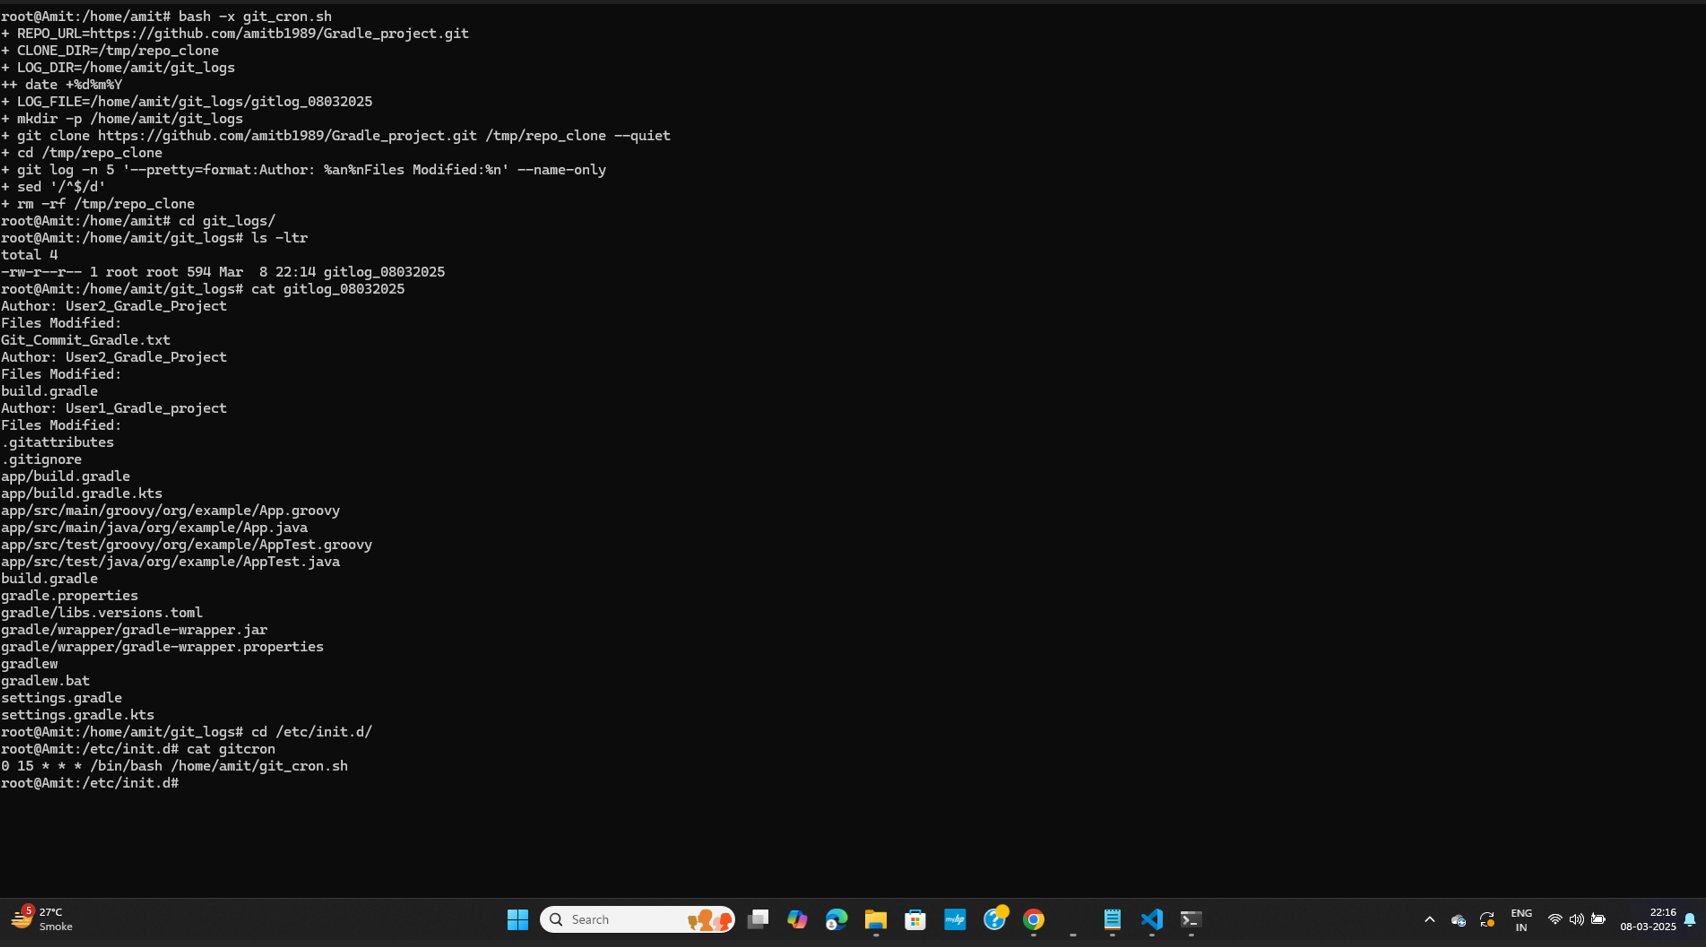 root@Amit:/home/amit# bash -x git_cron.sh
+ REPO_URL=https://github.com/amitb1989/Gradle_project.git
+ CLONE_DIR=/tmp/repo_clone
+ LOG_DIR=/home/amit/git_logs
++ date +%d%m%Y
+ LOG_FILE=/home/amit/git_logs/gitlog_08032025
+ mkdir -p /home/amit/git_logs
+ git clone https://github.com/amitb1989/Gradle_project.git /tmp/repo_clone --quiet
+ cd /tmp/repo_clone
+ git log -n 5 '--pretty=format:Author: %an%nFiles Modified:%n' --name-only
+ sed '/^$/d'
+ rm -rf /tmp/repo_clone
root@Amit:/home/amit# cd git_logs/
root@Amit:/home/amit/git_logs# ls -ltr
total 4
-rw-r--r-- 1 root root 594 Mar  8 22:14 gitlog_08032025
root@Amit:/home/amit/git_logs# cat gitlog_08032025
Author: User2_Gradle_Project
Files Modified:
Git_Commit_Gradle.txt
Author: User2_Gradle_Project
Files Modified:
build.gradle
Author: User1_Gradle_project
Files Modified:
.gitattributes
.gitignore
app/build.gradle
app/build.gradle.kts
app/src/main/groovy/org/example/App.groovy
app/src/main/java/org/example/App.java
app/src/test/groovy/org/example/AppTest.groovy
app/src/test/java/org/example/AppTest.java
build.gradle
gradle.properties
gradle/libs.versions.toml
gradle/wrapper/gradle-wrapper.jar
gradle/wrapper/gradle-wrapper.properties
gradlew
gradlew.bat
settings.gradle
settings.gradle.kts
root@Amit:/home/amit/git_logs# cd /etc/init.d/
root@Amit:/etc/init.d# cat gitcron
0 15 * * * /bin/bash /home/amit/git_cron.sh
root@Amit:/etc/init.d#
5
27°C
Smoke
Search
myhp
ENG
IN
22:16
08-03-2025